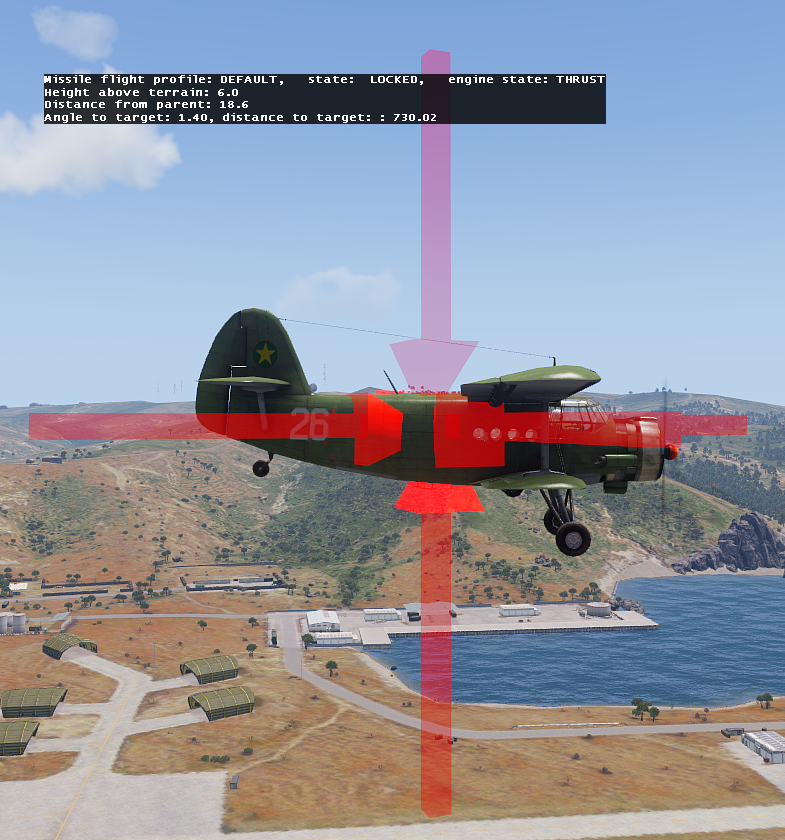 Missile flight profile: DEFAULT,   state:  LOCKED,   engine state: THRUST
Height above terrain: 6.0
Distance from parent: 18.6
Angle to target: 1.40, distance to target: : 730.02
26